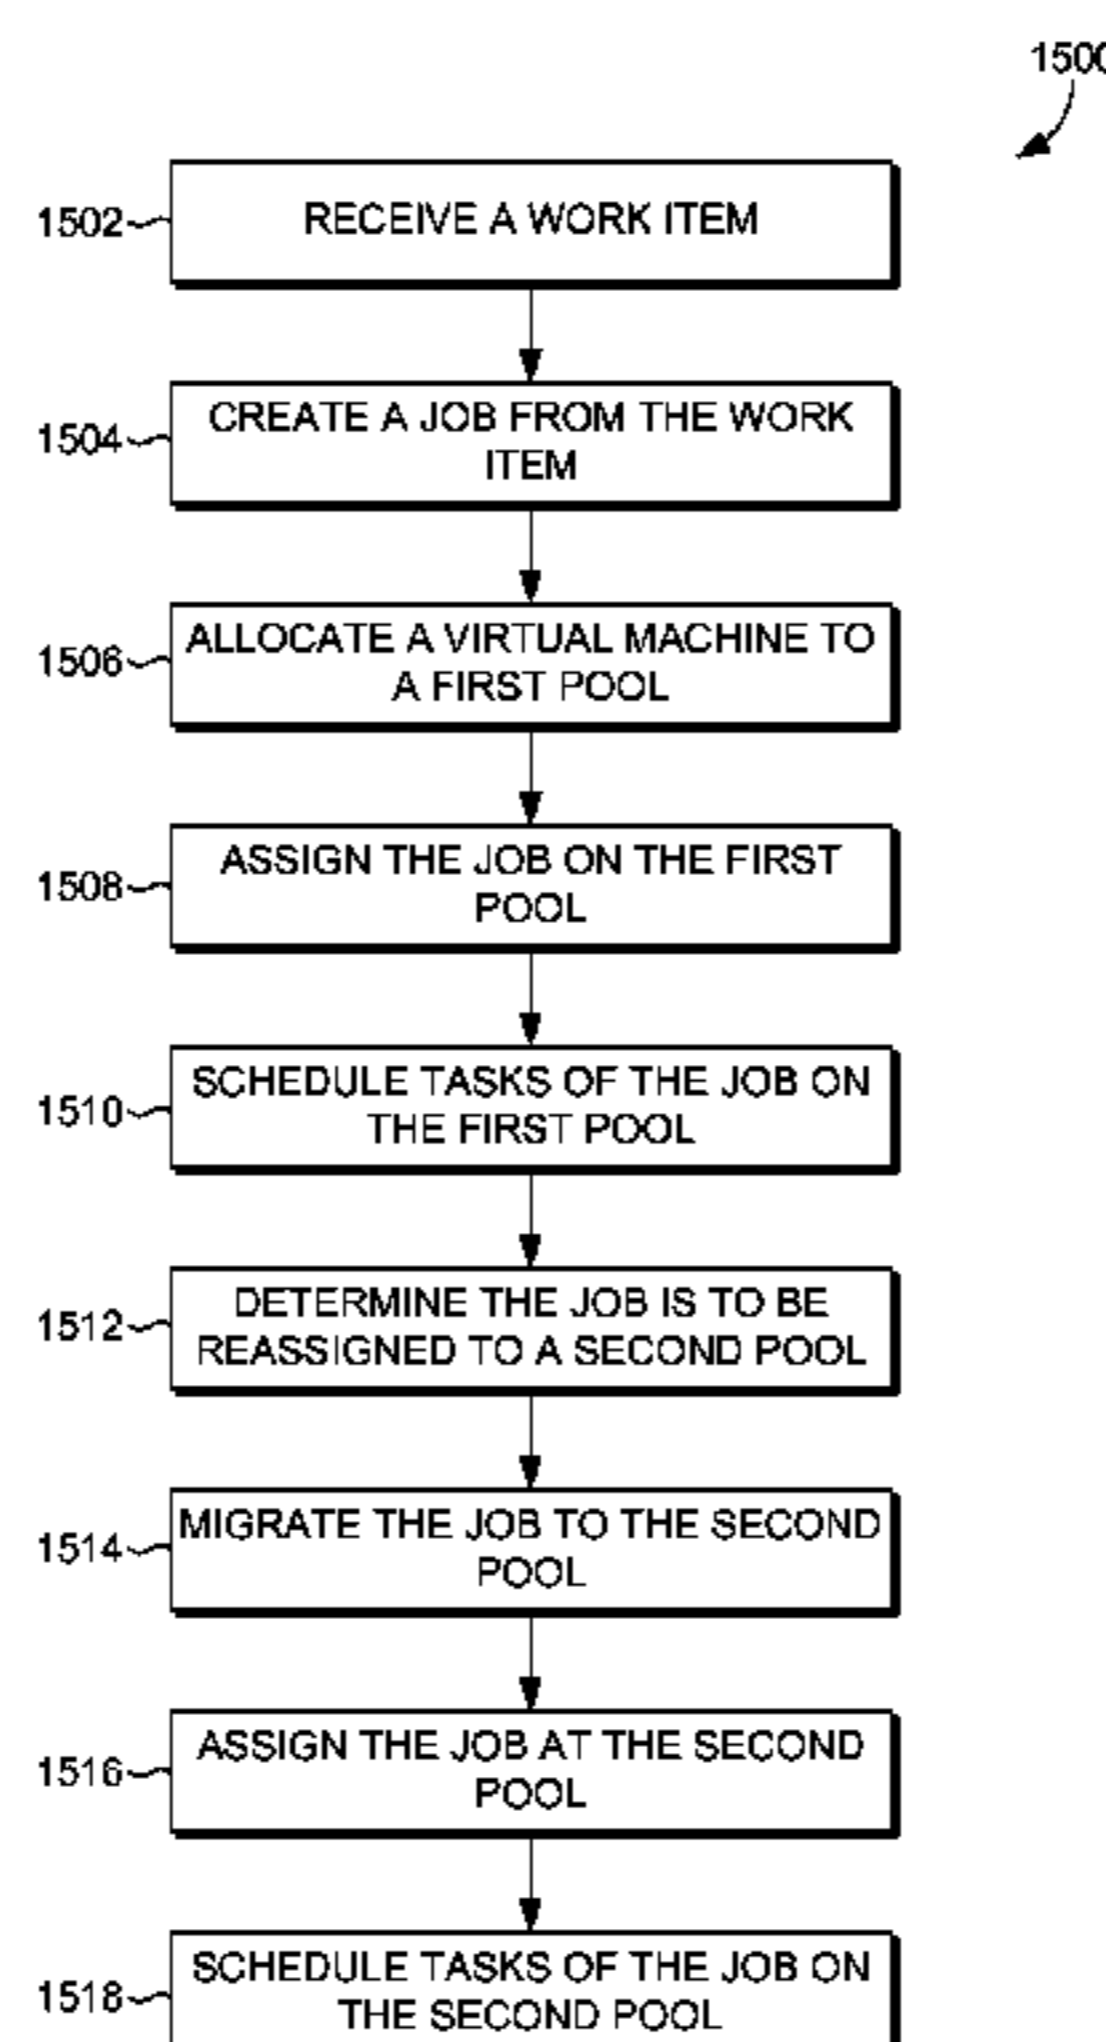 1500
1502
RECEIVE A WORK ITEM
1504
CREATE A JOB FROM THE WORK
ITEM
1506
ALLOCATE A VIRTUAL MACHINE TO
A FIRST POOL
1508
ASSIGN THE JOB ON THE FIRST
POOL
1510
SCHEDULE TASKS OF THE JOB ON
THE FIRST POOL
1512
DETERMINE THE JOB IS TO BE
REASSIGNED TO A SECOND POOL
1514
MIGRATE THE JOB TO THE SECOND
POOL
1516
ASSIGN THE JOB AT THE SECOND
POOL
1518
SCHEDULE TASKS OF THE JOB ON
THE SECOND POOL